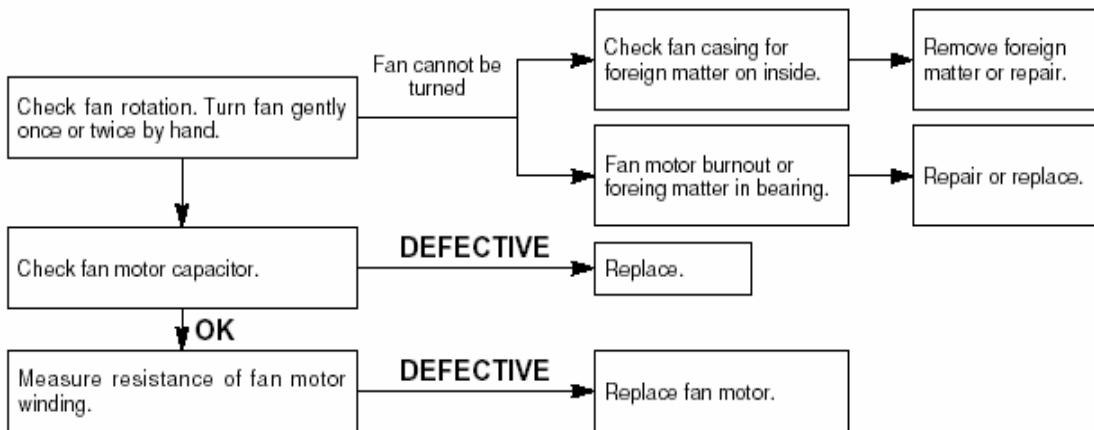 Check fan rotation. Turn fan gently
once or twice by hand.
Fan cannot be
turned
Check fan casing for
foreign matter on inside.
Remove foreign
matter or repair.
Fan motor burnout or
foreing matter in bearing.
Repair or replace.
Check fan motor capacitor.
DEFECTIVE
Replace.
OK
Measure resistance of fan motor
winding.
DEFECTIVE
Replace fan motor.